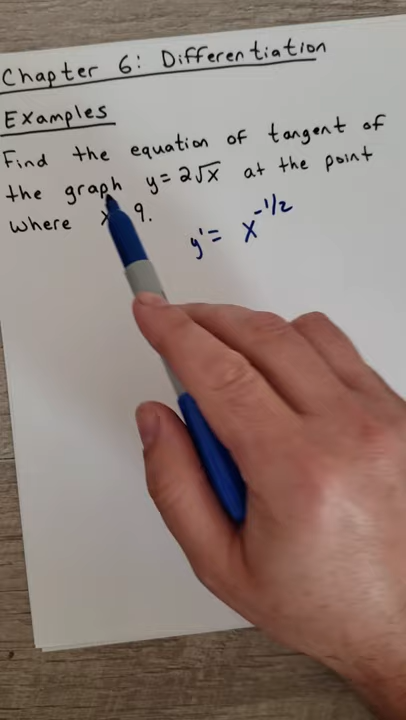 Chapter 6: Differentiation
Examples
Find the equation of tangent of
the graph y = 2√x at the point
where x 9.
y' = x^{-1/2}